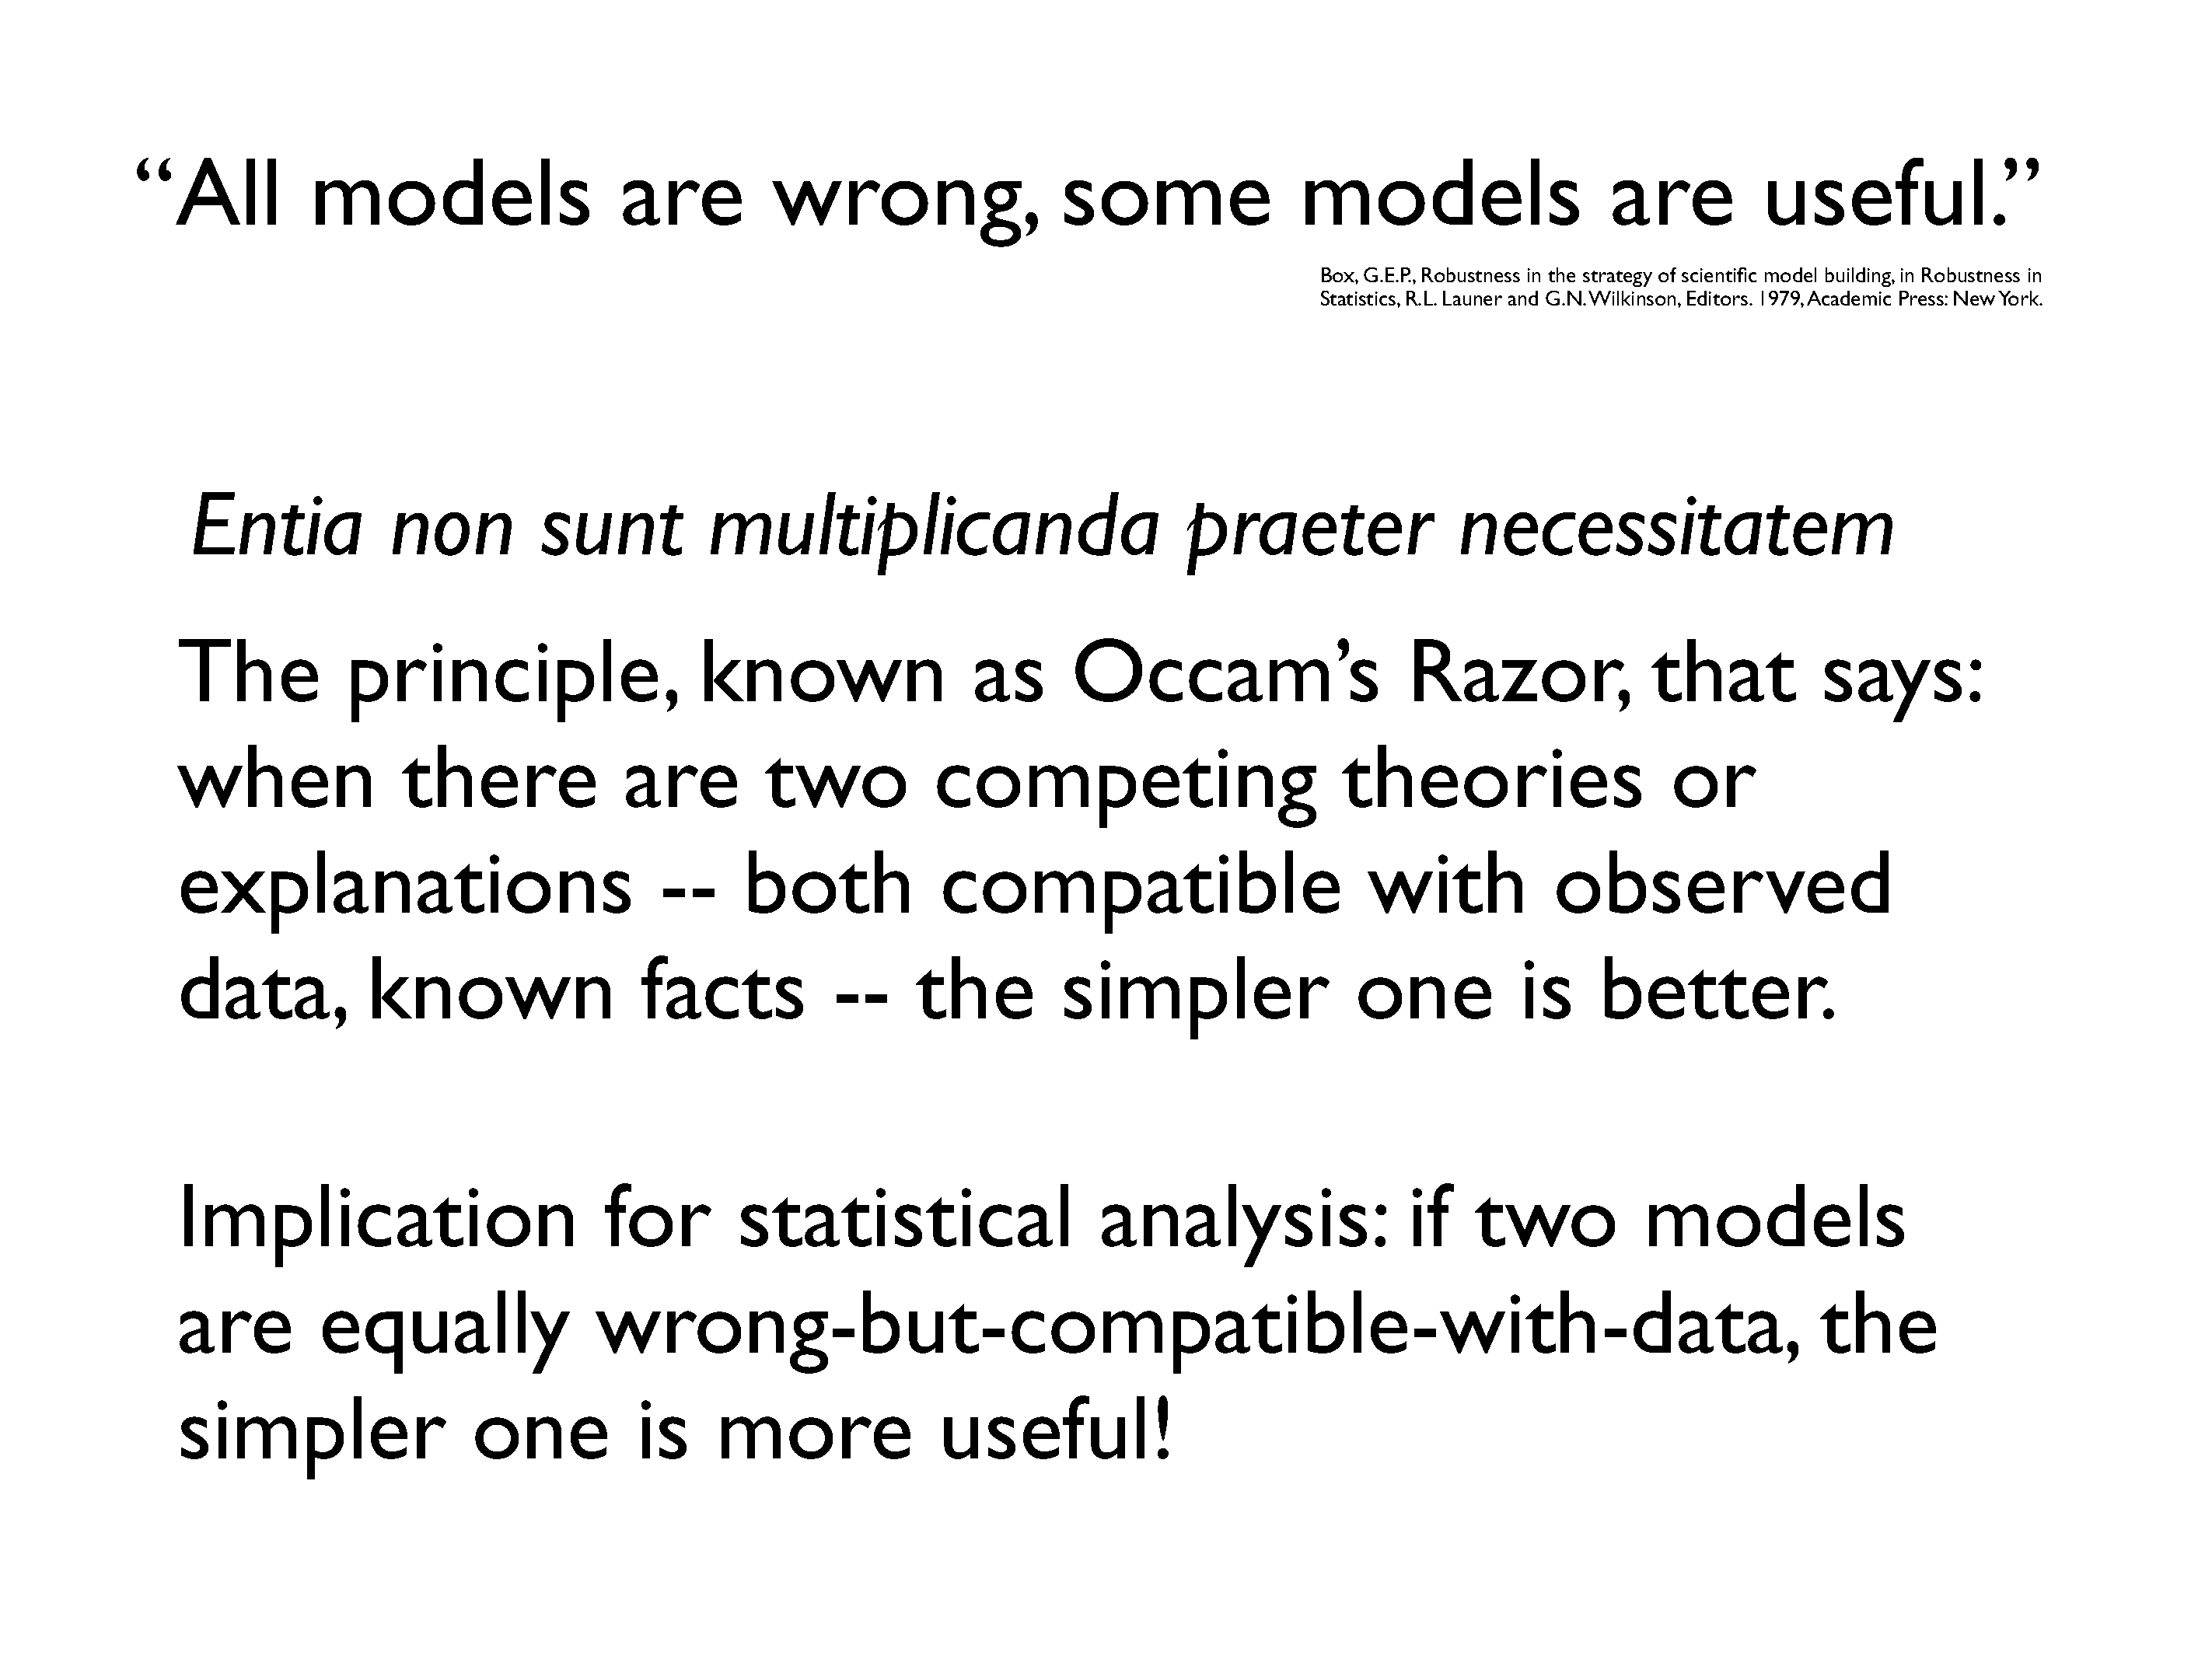 “All models are wrong, some models are useful.”
Box, G.E.P., Robustness in the strategy of scientific model building, in Robustness in
Statistics, R.L. Launer and G.N. Wilkinson, Editors. 1979, Academic Press: New York.
Entia non sunt multiplicanda praeter necessitatem
The principle, known as Occam’s Razor, that says:
when there are two competing theories or
explanations -- both compatible with observed
data, known facts -- the simpler one is better.
Implication for statistical analysis: if two models
are equally wrong-but-compatible-with-data, the
simpler one is more useful!